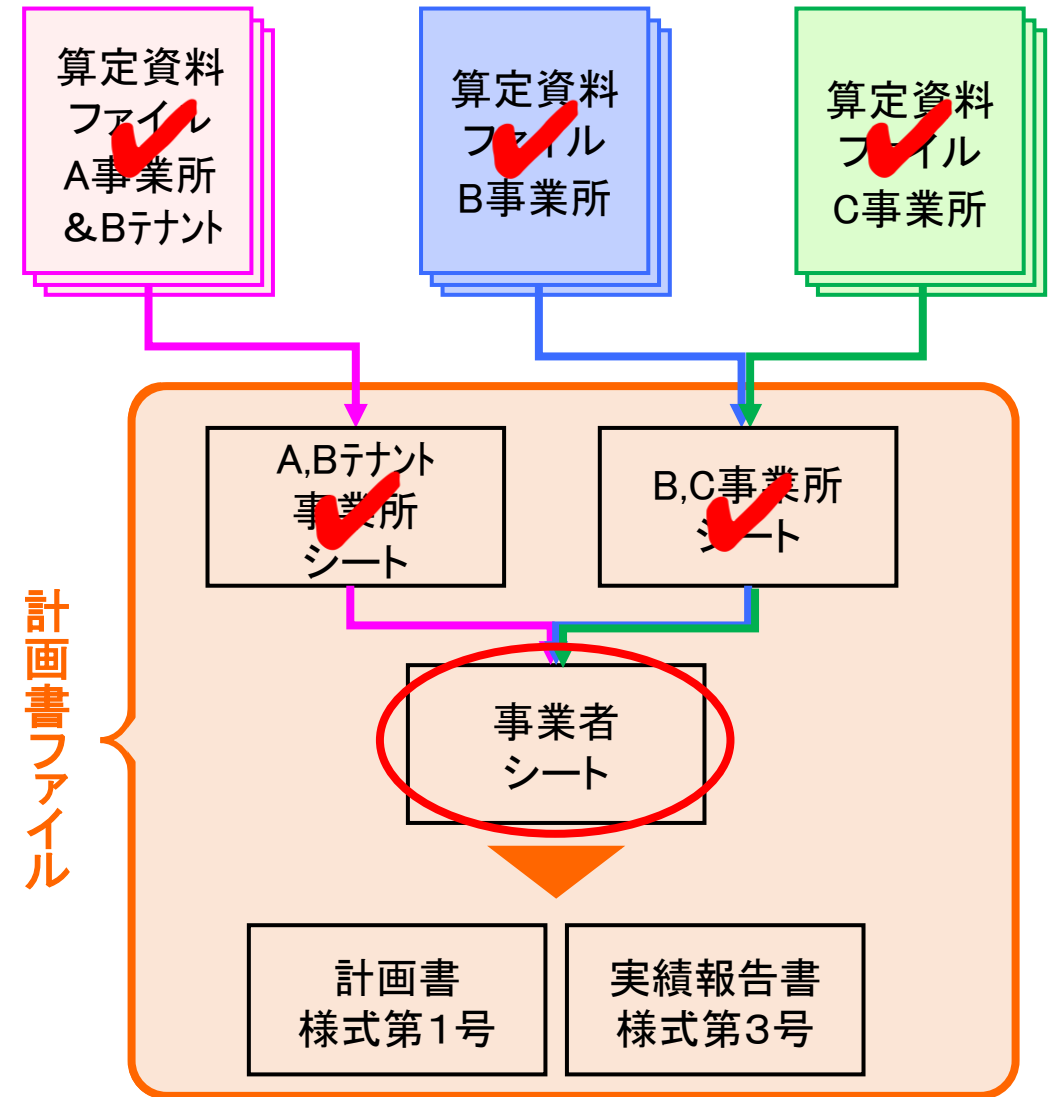 算定資料
ファイル
A事業所
&Bテナント
算定資料
ファイル
B事業所
算定資料
ファイル
C事業所
A,Bテナント
事業所
シート
B,C事業所
シート
計画書ファイル
事業者
シート
計画書
様式第1号
実績報告書
様式第3号